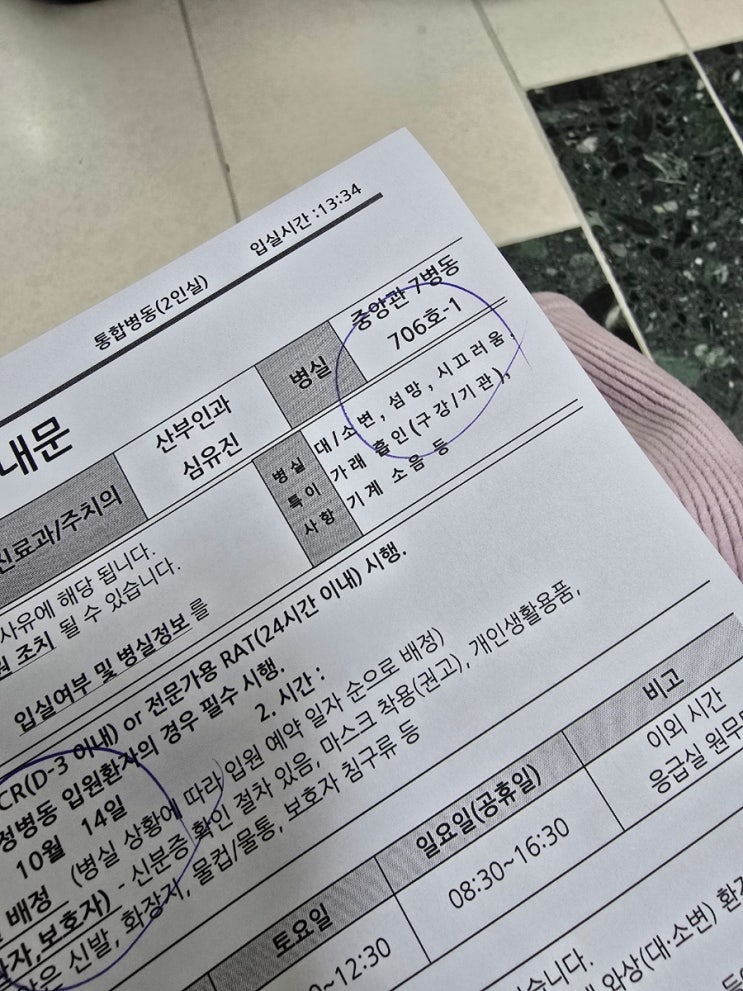 통합병동(2인실)
입실시간 :13:34
내문
진료과/주치의
산부인과
심유진
병실
중앙관 7병동
706호-1
병실
특이
사항
대/소변, 섬망, 시끄러움,
가래 흡인(구강/기관),
기계 소음 등
사유에 해당 됩니다.
조치 될 수 있습니다.
입실여부 및 병실정보를
CR(D-3 이내) or 전문가용 RAT(24시간 이내) 시행.
정병동 입원환자의 경우 필수 시행.
10월 14일
2. 시간 :
배정 (병실 상황에 따라 입원 예약 일자 순으로 배정)
자,보호자) - 신분증 확인 절차 있음, 마스크 착용(권고), 개인생활용품,
은 신발, 화장지, 물컵/물통, 보호자 침구류 등
토요일
일요일(공휴일)
비고
~12:30
08:30~16:30
이외 시간
응급실 원무
습니다.
와상(대·소변)